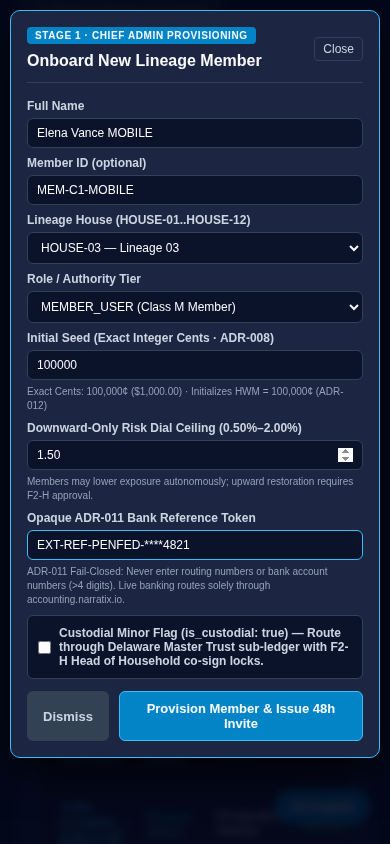 STAGE 1 · CHIEF ADMIN PROVISIONING
Onboard New Lineage Member
Close
Full Name
Elena Vance MOBILE
Member ID (optional)
MEM-C1-MOBILE
Lineage House (HOUSE-01..HOUSE-12)
HOUSE-03 — Lineage 03
Role / Authority Tier
MEMBER_USER (Class M Member)
Initial Seed (Exact Integer Cents · ADR-008)
100000
Exact Cents: 100,000¢ ($1,000.00) · Initializes HWM = 100,000¢ (ADR-
012)
Downward-Only Risk Dial Ceiling (0.50%–2.00%)
1.50
Members may lower exposure autonomously; upward restoration requires
F2-H approval.
Opaque ADR-011 Bank Reference Token
EXT-REF-PENFED-****4821
ADR-011 Fail-Closed: Never enter routing numbers or bank account
numbers (>4 digits). Live banking routes solely through
accounting.narratix.io.
Custodial Minor Flag (is_custodial: true) — Route
through Delaware Master Trust sub-ledger with F2-
H Head of Household co-sign locks.
Dismiss
Provision Member & Issue 48h
Invite